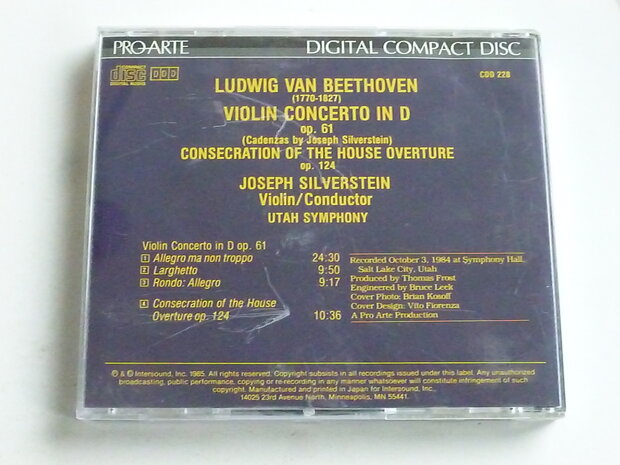 PRO-ARTE DIGITAL COMPACT DISC
COMPACT disc DIGITAL AUDIO DDD CDD 228
LUDWIG VAN BEETHOVEN
(1770-1827)
VIOLIN CONCERTO IN D
op. 61
(Cadenzas by Joseph Silverstein)
CONSECRATION OF THE HOUSE OVERTURE
op. 124
JOSEPH SILVERSTEIN
Violin/Conductor
UTAH SYMPHONY
Violin Concerto in D op. 61
1 Allegro ma non troppo 24:30
2 Larghetto 9:50
3 Rondo: Allegro 9:17
4 Consecration of the House
Overture op. 124 10:36
Recorded October 3, 1984 at Symphony Hall,
Salt Lake City, Utah
Produced by Thomas Frost
Engineered by Bruce Leek
Cover Photo: Brian Kosoff
Cover Design: Vito Fiorenza
A Pro Arte Production
℗ & © Intersound, Inc. 1985. All rights reserved. Copyright subsists in all recordings issued under this label. Any unauthorized
broadcasting, public performance, copying or re-recording in any manner whatsoever will constitute infringement of such
copyright. Manufactured and printed in Japan for Intersound, Inc.,
14025 23rd Avenue North, Minneapolis, MN 55441.